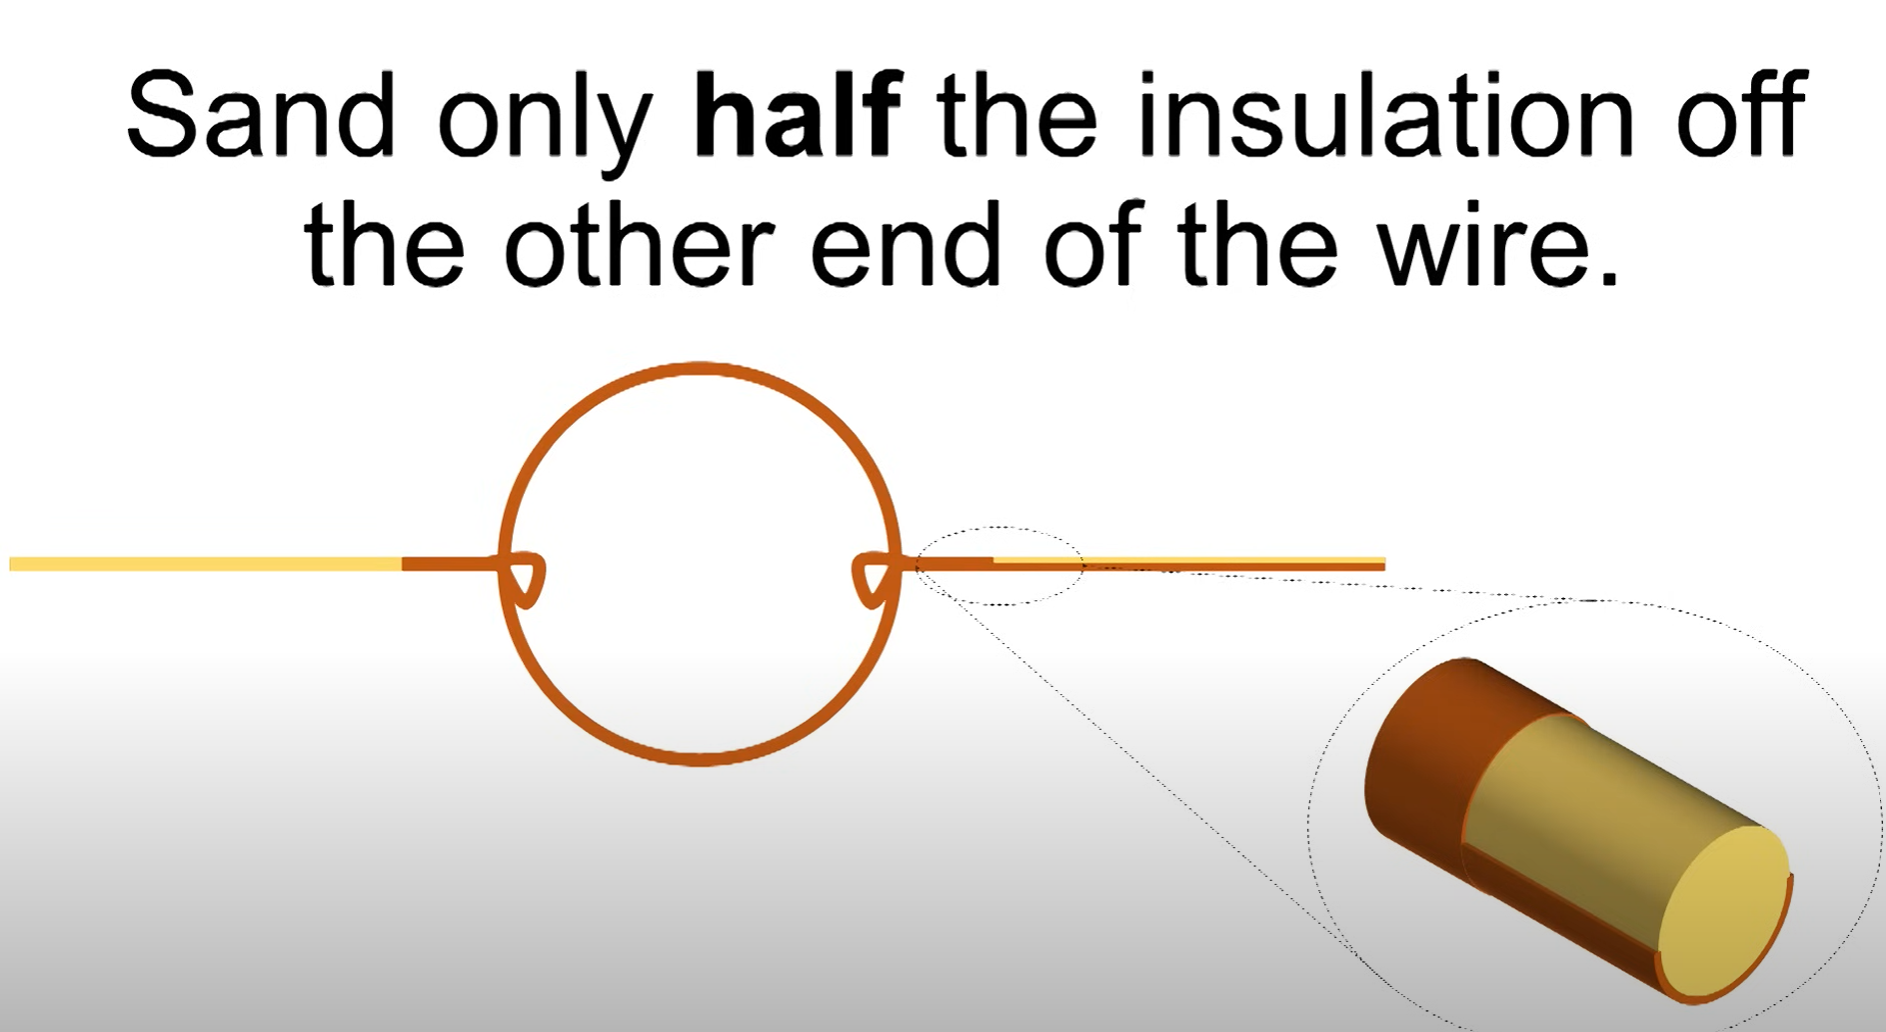 Sand only half the insulation off
the other end of the wire.